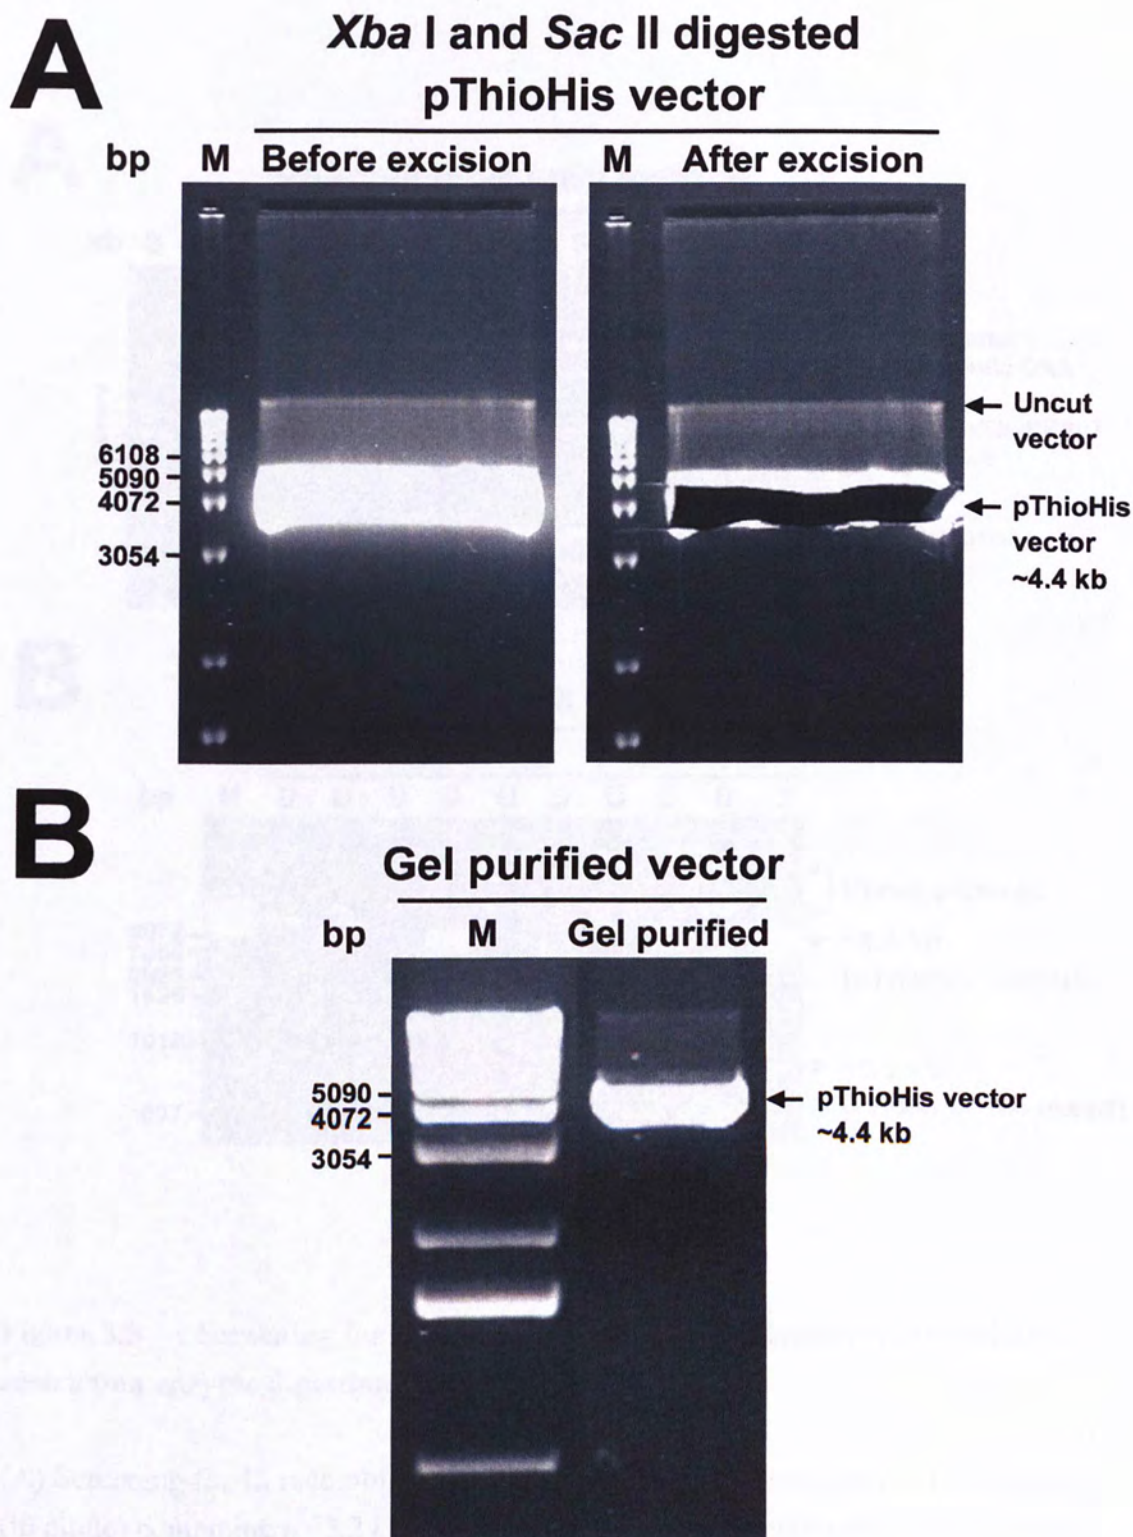 A
Xba I and Sac II digested
pThioHis vector
bp M Before excision M After excision
Uncut
vector
6108
5090
4072
3054
pThioHis
vector
~4.4 kb
B
Gel purified vector
bp M Gel purified
5090
4072
3054
pThioHis vector
~4.4 kb